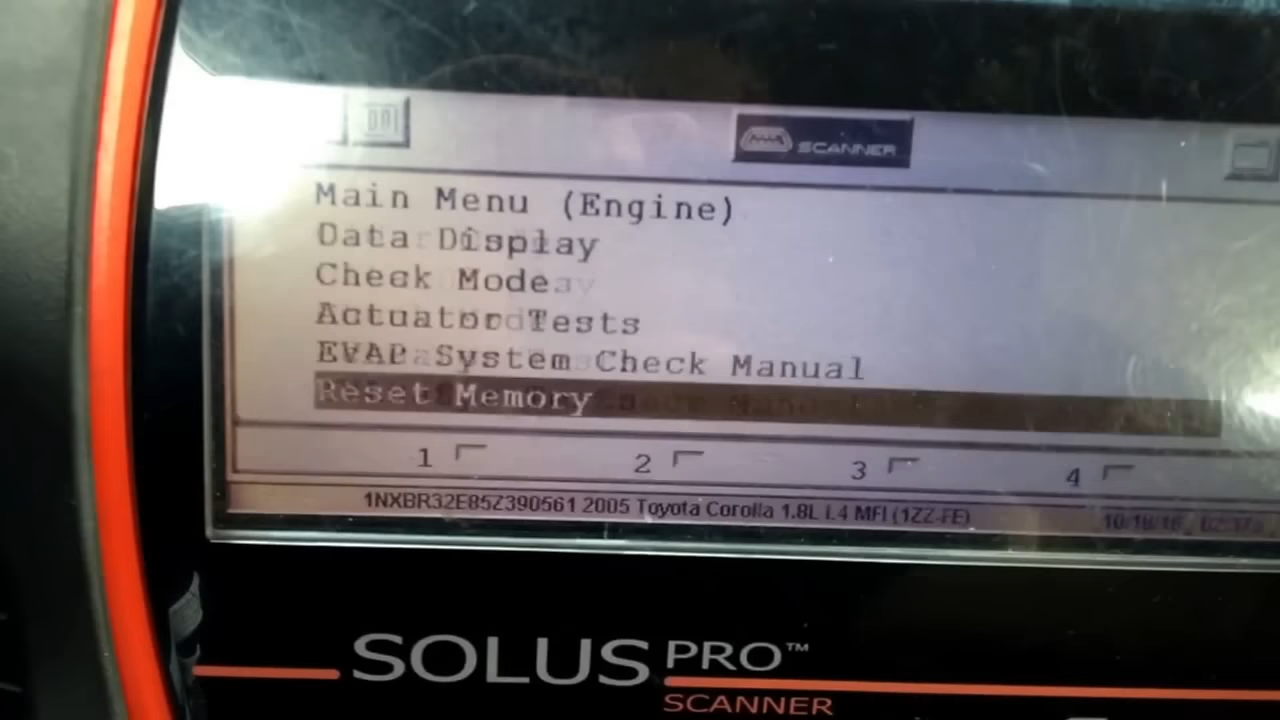 SCANNER
Main Menu (Engine)
Data Display
Check Mode
Actuator Tests
EVAP System Check Manual
Reset Memory
1 2 3 4
1NXBR32E85Z390561 2005 Toyota Corolla 1.8L L4 MFI (1ZZ-FE)
SOLUS PRO™
SCANNER